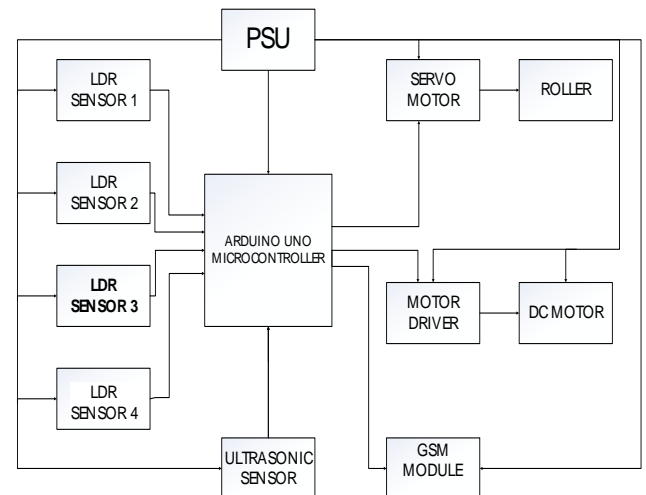 PSU
LDR
SENSOR 1
SERVO
MOTOR
ROLLER
LDR
SENSOR 2
ARDUINO UNO
MICROCONTROLLER
LDR
SENSOR 3
MOTOR
DRIVER
DC MOTOR
LDR
SENSOR 4
ULTRASONIC
SENSOR
GSM
MODULE